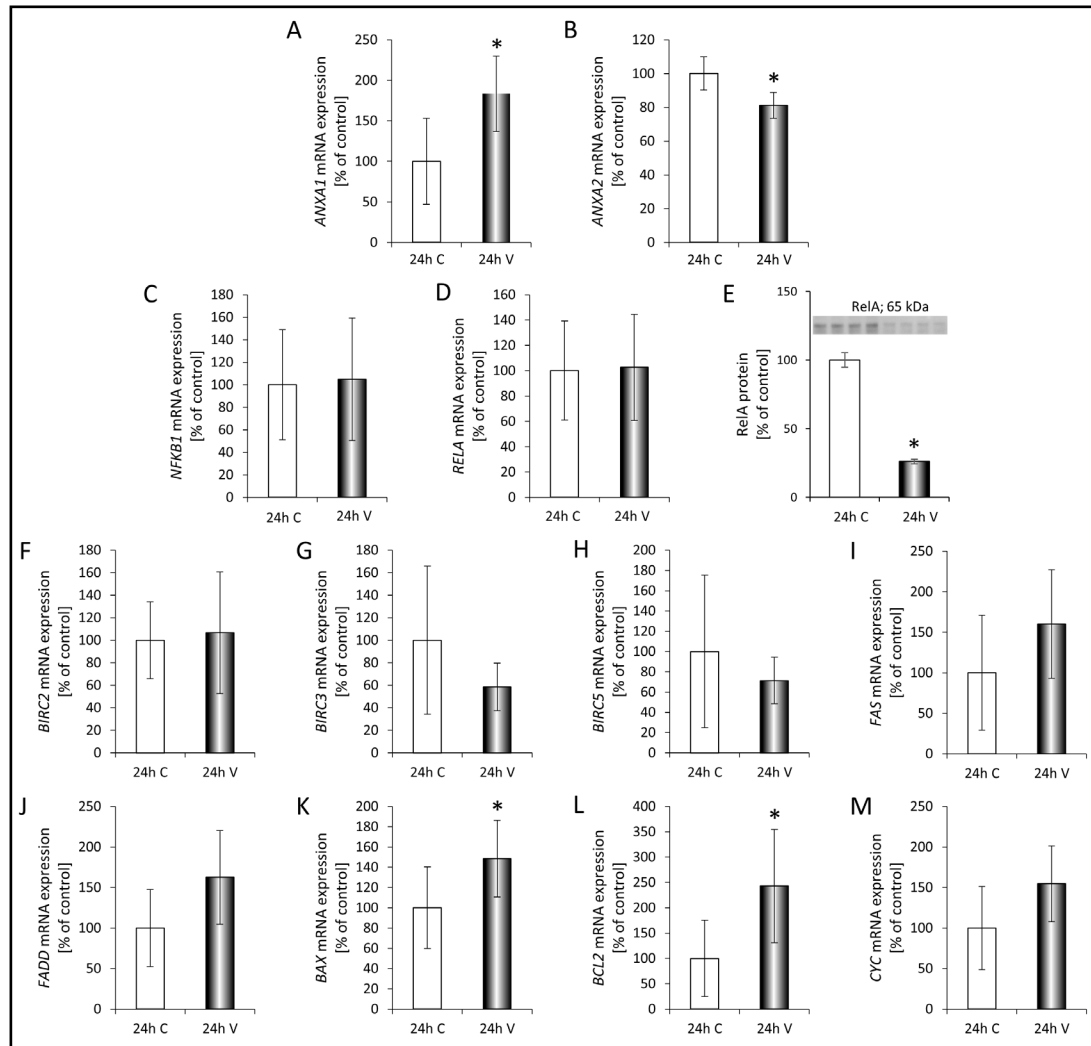 A
ANXA1 mRNA expression
[% of control]
250
200
150
100
50
0
*
24h C 24h V
B
ANXA2 mRNA expression
[% of control]
120
100
80
60
40
20
0
*
24h C 24h V
C
NFKB1 mRNA expression
[% of control]
180
160
140
120
100
80
60
40
20
0
24h C 24h V
D
RELA mRNA expression
[% of control]
160
140
120
100
80
60
40
20
0
24h C 24h V
E
RelA protein
[% of control]
150
100
50
0
RelA; 65 kDa
*
24h C 24h V
F
BIRC2 mRNA expression
[% of control]
180
160
140
120
100
80
60
40
20
0
24h C 24h V
G
BIRC3 mRNA expression
[% of control]
180
160
140
120
100
80
60
40
20
0
24h C 24h V
H
BIRC5 mRNA expression
[% of control]
200
180
160
140
120
100
80
60
40
20
0
24h C 24h V
I
FAS mRNA expression
[% of control]
250
200
150
100
50
0
24h C 24h V
J
FADD mRNA expression
[% of control]
250
200
150
100
50
0
24h C 24h V
K
BAX mRNA expression
[% of control]
200
180
160
140
120
100
80
60
40
20
0
*
24h C 24h V
L
BCL2 mRNA expression
[% of control]
400
350
300
250
200
150
100
50
0
*
24h C 24h V
M
CYC mRNA expression
[% of control]
250
200
150
100
50
0
24h C 24h V